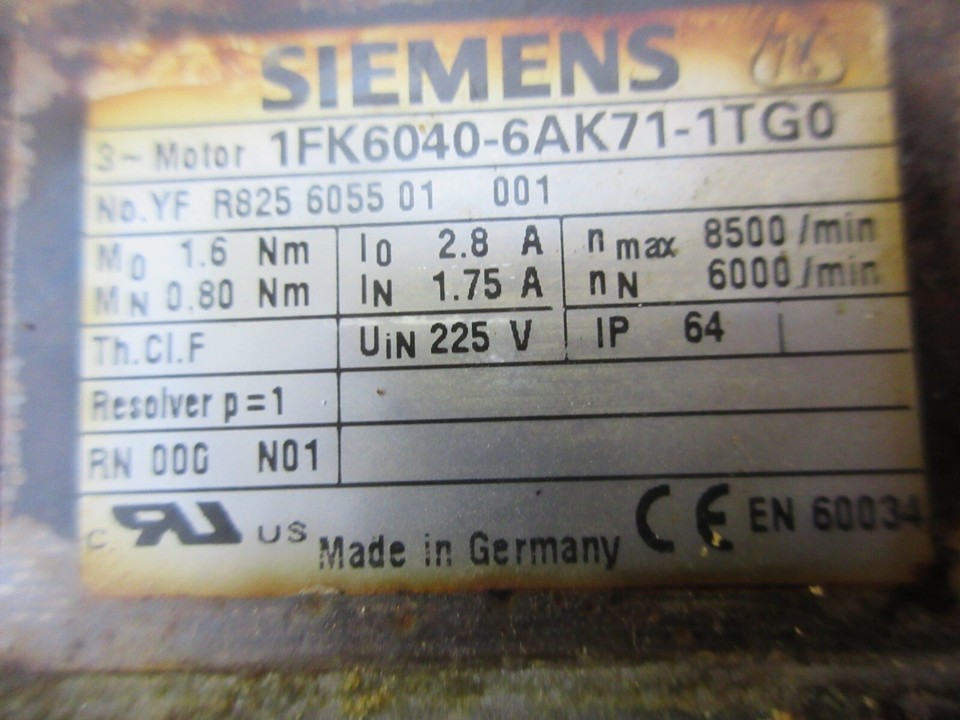 SIEMENS
3~ Motor 1FK6040-6AK71-1TG0
No.YF R825 6055 01 001
M0 1.6 Nm I0 2.8 A n max 8500 /min
MN 0.80 Nm IN 1.75 A nN 6000 /min
Th.Cl.F UiN 225 V IP 64
Resolver p=1
RN 000 N01
c RU US Made in Germany CE EN 60034